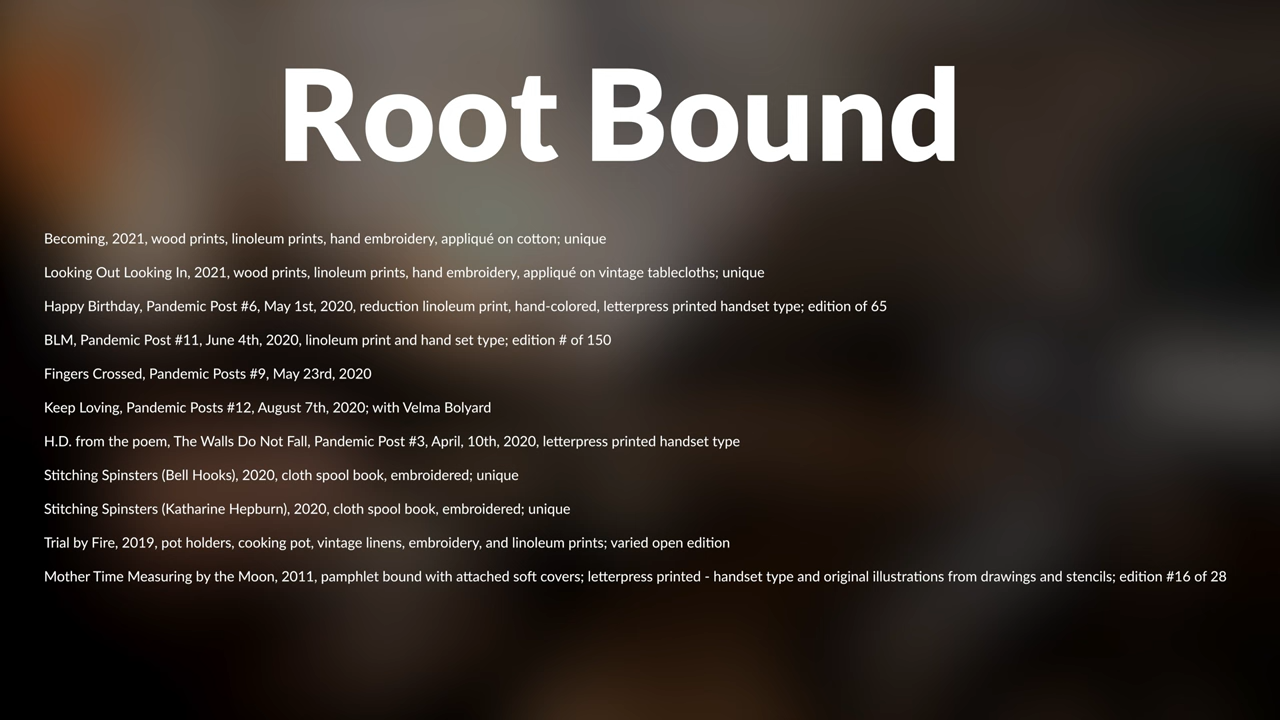 Root Bound
Becoming, 2021, wood prints, linoleum prints, hand embroidery, appliqué on cotton; unique
Looking Out Looking In, 2021, wood prints, linoleum prints, hand embroidery, appliqué on vintage tablecloths; unique
Happy Birthday, Pandemic Post #6, May 1st, 2020, reduction linoleum print, hand-colored, letterpress printed handset type; edition of 65
BLM, Pandemic Post #11, June 4th, 2020, linoleum print and hand set type; edition # of 150
Fingers Crossed, Pandemic Posts #9, May 23rd, 2020
Keep Loving, Pandemic Posts #12, August 7th, 2020; with Velma Bolyard
H.D. from the poem, The Walls Do Not Fall, Pandemic Post #3, April, 10th, 2020, letterpress printed handset type
Stitching Spinsters (Bell Hooks), 2020, cloth spool book, embroidered; unique
Stitching Spinsters (Katharine Hepburn), 2020, cloth spool book, embroidered; unique
Trial by Fire, 2019, pot holders, cooking pot, vintage linens, embroidery, and linoleum prints; varied open edition
Mother Time Measuring by the Moon, 2011, pamphlet bound with attached soft covers; letterpress printed - handset type and original illustrations from drawings and stencils; edition #16 of 28